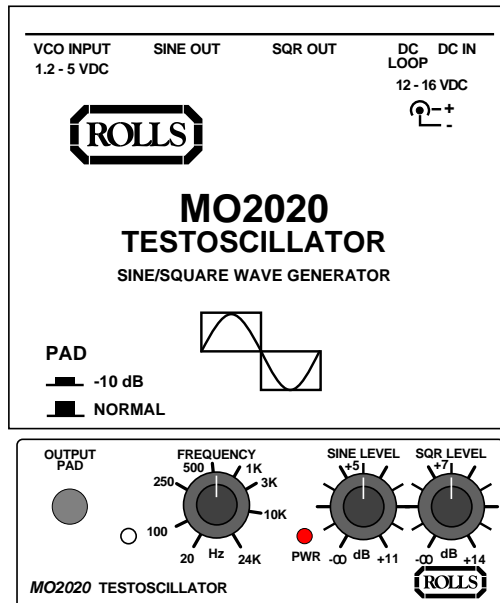 VCO INPUT SINE OUT SQR OUT DC LOOP DC IN
1.2 - 5 VDC
12 - 16 VDC
+
-
ROLLS
MO2020
TESTOSCILLATOR
SINE/SQUARE WAVE GENERATOR
PAD
-10 dB
NORMAL
OUTPUT PAD
FREQUENCY
20
100
250
500
1K
3K
10K
24K
Hz
PWR
SINE LEVEL
+5
-∞ dB +11
SQR LEVEL
+7
-∞ dB +14
MO2020 TESTOSCILLATOR
ROLLS